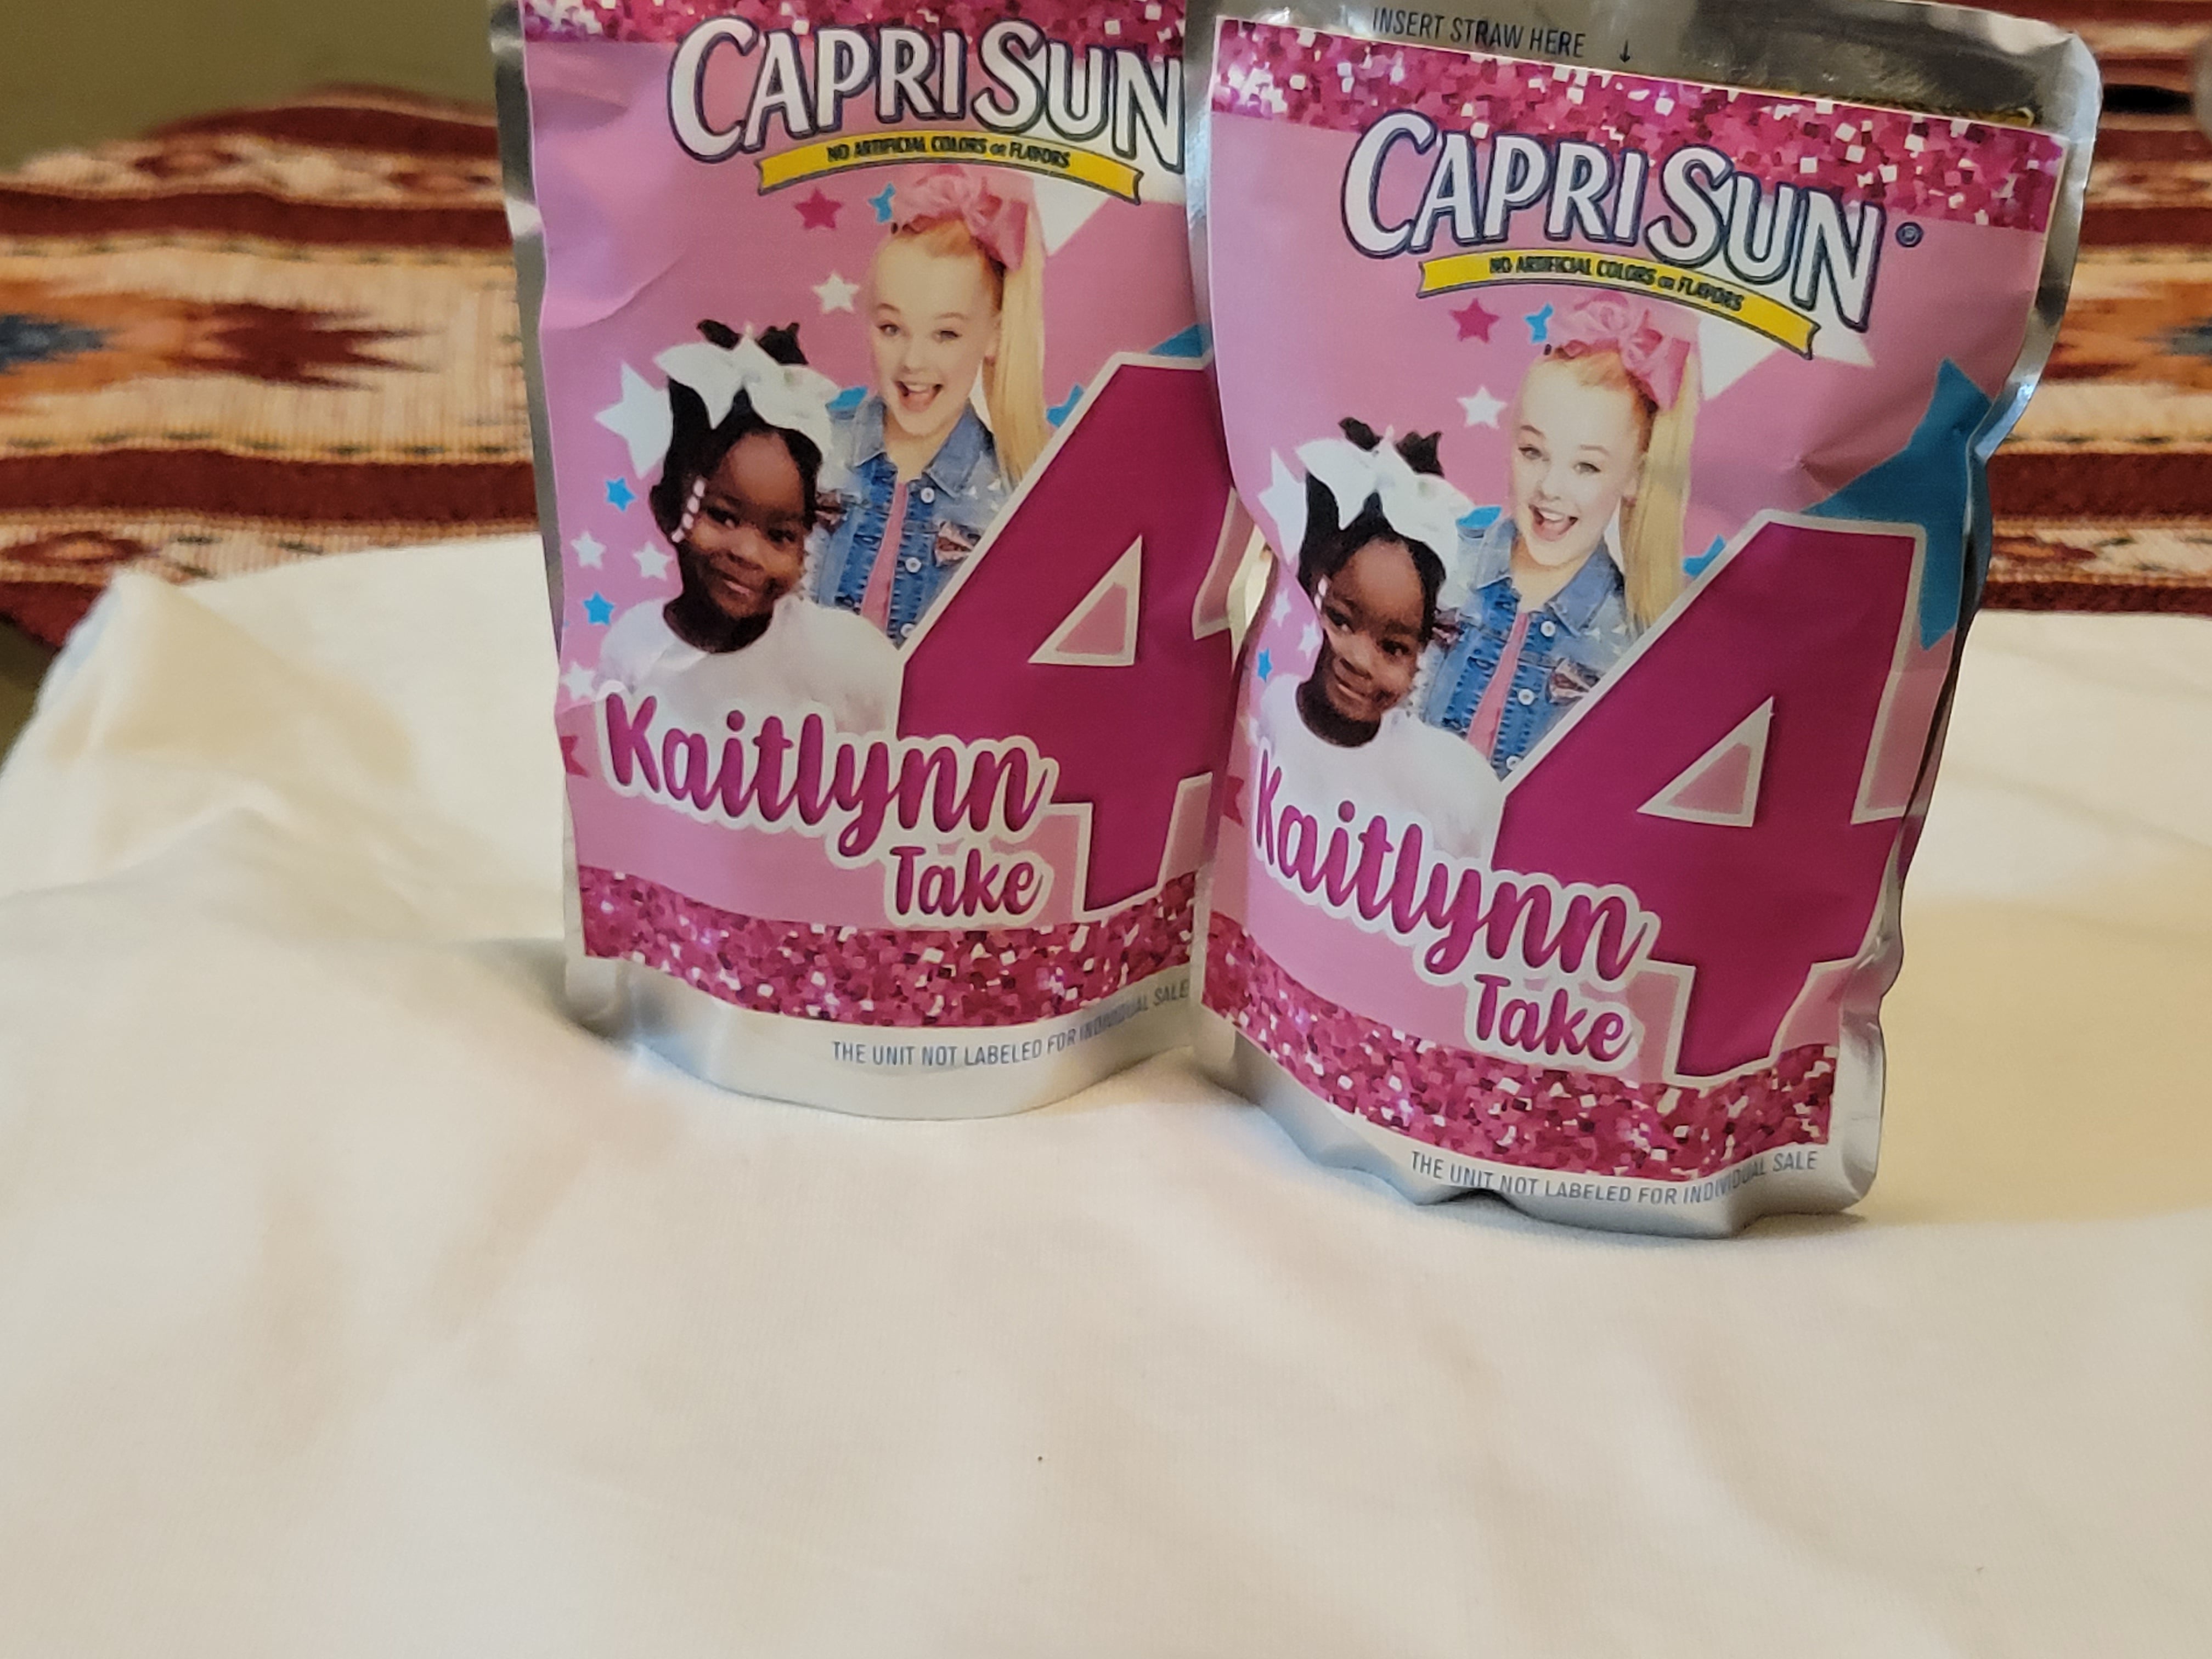 CAPRI SUN
NO ARTIFICIAL COLORS or FLAVORS
4
Kaitlynn
Take
THE UNIT NOT LABELED FOR INDIVIDUAL SALE
INSERT STRAW HERE ↓
CAPRI SUN®
NO ARTIFICIAL COLORS or FLAVORS
4
Kaitlynn
Take
THE UNIT NOT LABELED FOR INDIVIDUAL SALE